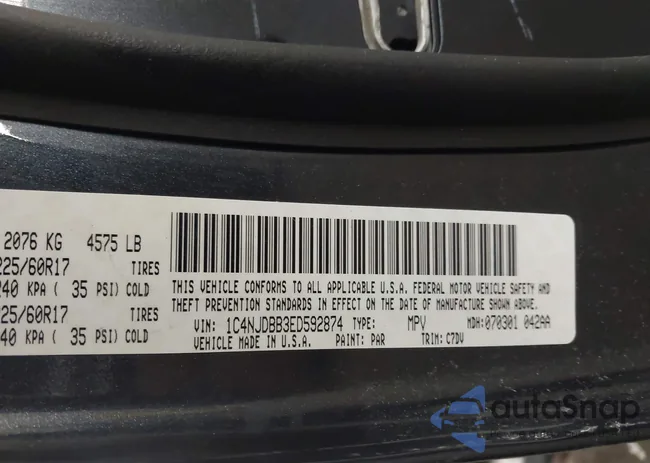 2076 KG 4575 LB
225/60R17 TIRES
240 KPA ( 35 PSI) COLD
225/60R17 TIRES
240 KPA ( 35 PSI) COLD
THIS VEHICLE CONFORMS TO ALL APPLICABLE U.S.A. FEDERAL MOTOR VEHICLE SAFETY AND
THEFT PREVENTION STANDARDS IN EFFECT ON THE DATE OF MANUFACTURE SHOWN ABOVE.
VIN: 1C4NJDBB3ED592874 TYPE: MPV MDH: 070301 042AA
VEHICLE MADE IN U.S.A. PAINT: PAR TRIM: C7DV
autoSnap